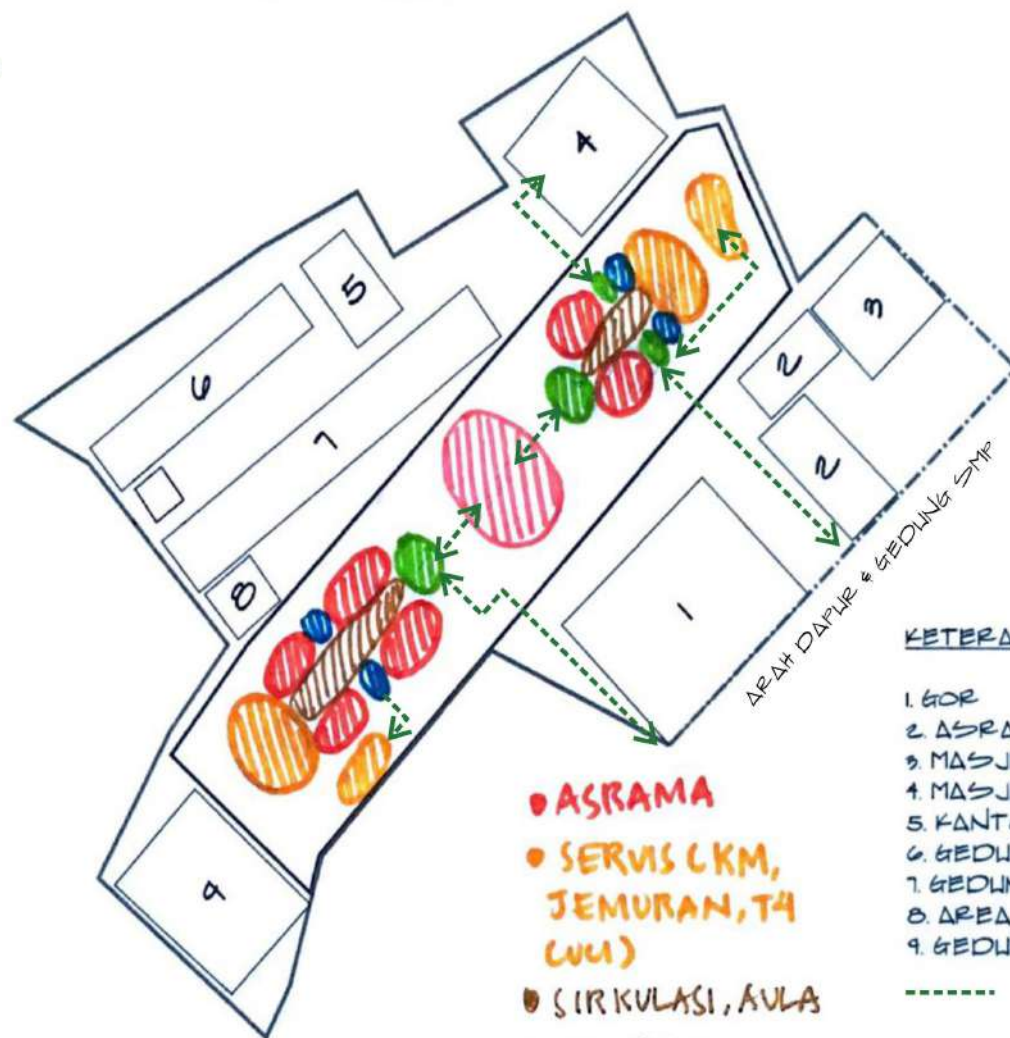 4
5
3
6
2
7
2
8
1
9
ARAH DAPUR & GEDUNG SMP
KETERA
1. GOR
2. ASRA
3. MASJ
4. MASJ
5. KANT
6. GEDU
7. GEDUN
8. AREA
9. GEDU
• ASRAMA
• SERVIS (KM,
JEMURAN, T4
CUCI)
• SIRKULASI, AULA